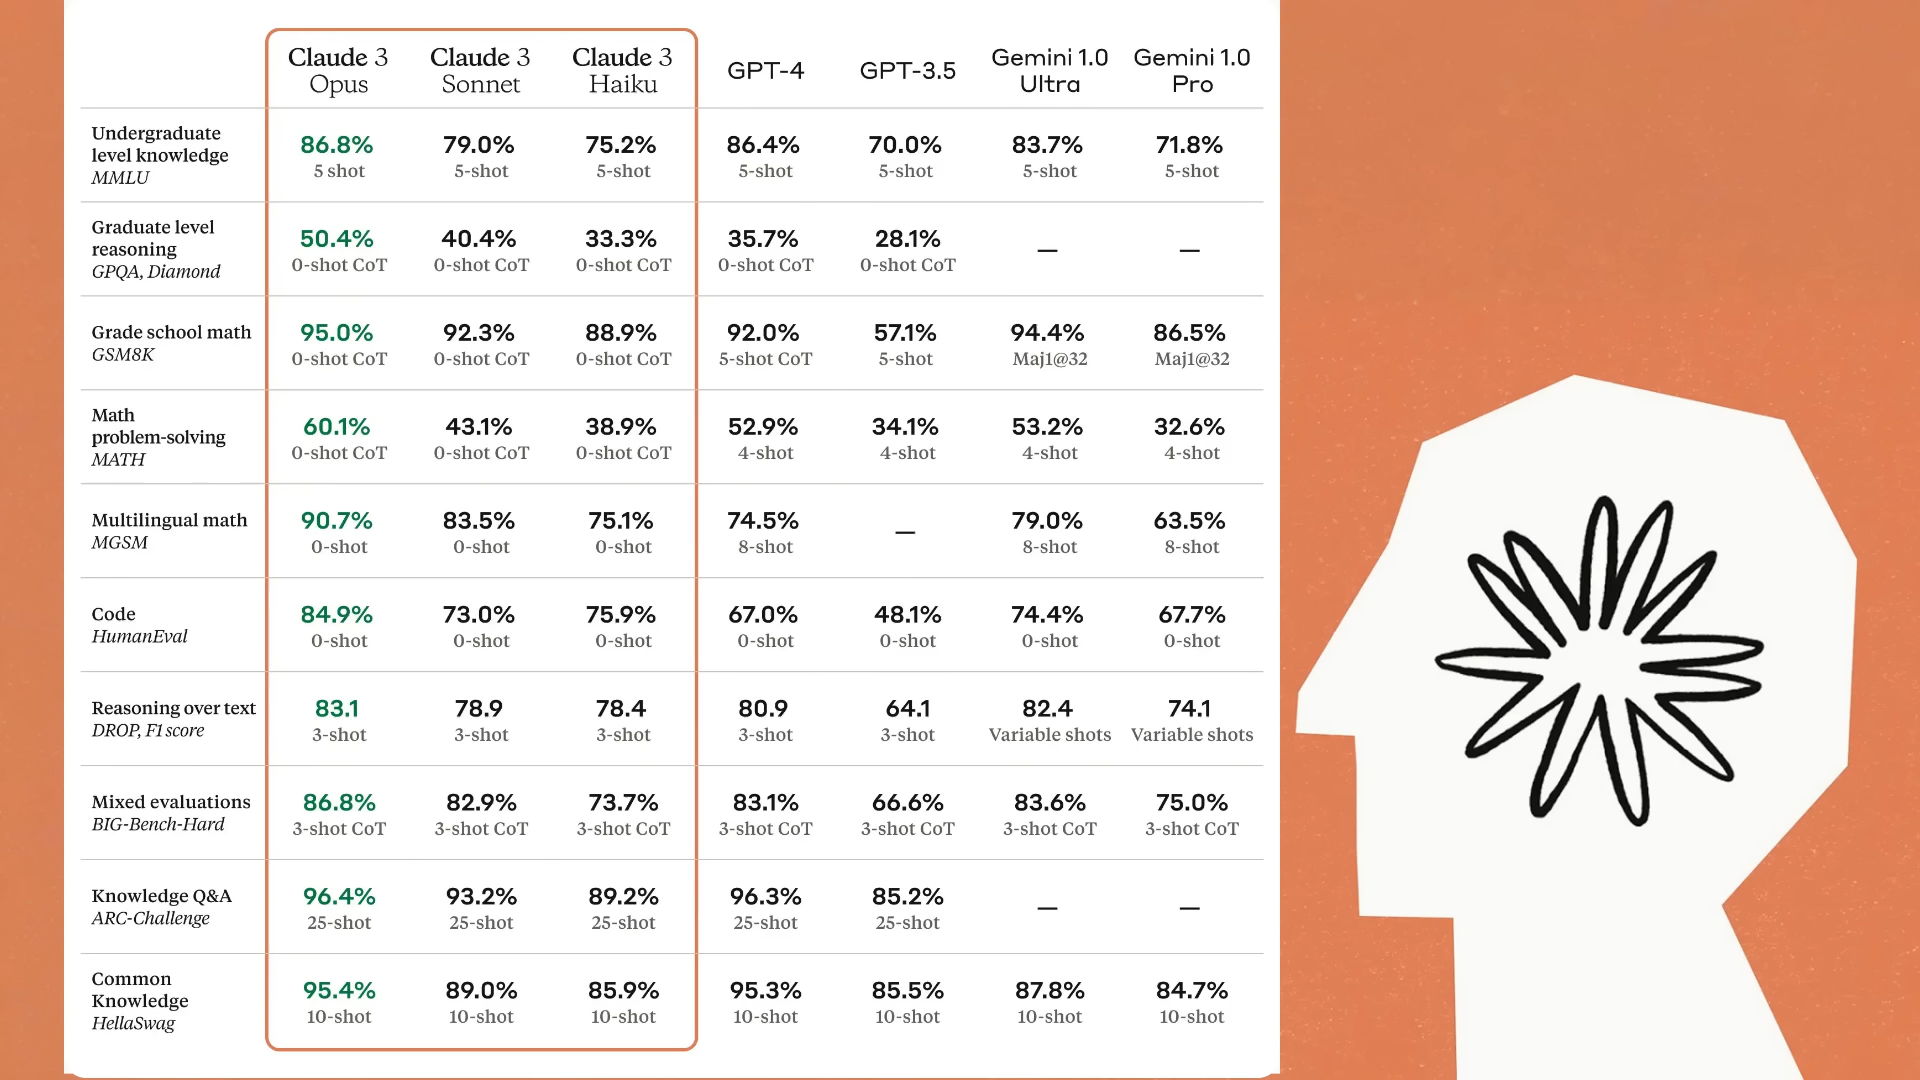 Claude 3 Opus
Claude 3 Sonnet
Claude 3 Haiku
GPT-4
GPT-3.5
Gemini 1.0 Ultra
Gemini 1.0 Pro
Undergraduate
level knowledge
MMLU
86.8% 79.0% 75.2% 86.4% 70.0% 83.7% 71.8%
5 shot 5-shot 5-shot 5-shot 5-shot 5-shot 5-shot
Graduate level
reasoning
GPQA, Diamond
50.4% 40.4% 33.3% 35.7% 28.1% — —
0-shot CoT 0-shot CoT 0-shot CoT 0-shot CoT 0-shot CoT
Grade school math
GSM8K
95.0% 92.3% 88.9% 92.0% 57.1% 94.4% 86.5%
0-shot CoT 0-shot CoT 0-shot CoT 5-shot CoT 5-shot Maj1@32 Maj1@32
Math
problem-solving
MATH
60.1% 43.1% 38.9% 52.9% 34.1% 53.2% 32.6%
0-shot CoT 0-shot CoT 0-shot CoT 4-shot 4-shot 4-shot 4-shot
Multilingual math
MGSM
90.7% 83.5% 75.1% 74.5% — 79.0% 63.5%
0-shot 0-shot 0-shot 8-shot 8-shot 8-shot
Code
HumanEval
84.9% 73.0% 75.9% 67.0% 48.1% 74.4% 67.7%
0-shot 0-shot 0-shot 0-shot 0-shot 0-shot 0-shot
Reasoning over text
DROP, F1 score
83.1 78.9 78.4 80.9 64.1 82.4 74.1
3-shot 3-shot 3-shot 3-shot 3-shot Variable shots Variable shots
Mixed evaluations
BIG-Bench-Hard
86.8% 82.9% 73.7% 83.1% 66.6% 83.6% 75.0%
3-shot CoT 3-shot CoT 3-shot CoT 3-shot CoT 3-shot CoT 3-shot CoT 3-shot CoT
Knowledge Q&A
ARC-Challenge
96.4% 93.2% 89.2% 96.3% 85.2% — —
25-shot 25-shot 25-shot 25-shot 25-shot
Common
Knowledge
HellaSwag
95.4% 89.0% 85.9% 95.3% 85.5% 87.8% 84.7%
10-shot 10-shot 10-shot 10-shot 10-shot 10-shot 10-shot